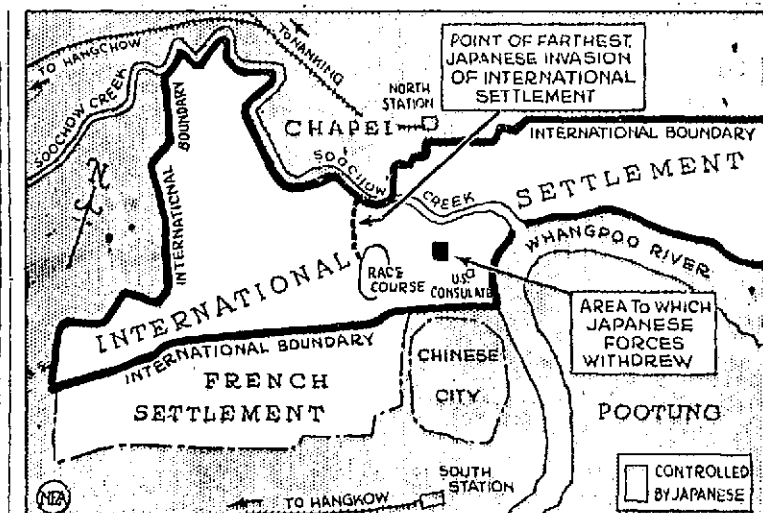 TO HANGCHOW
TO NANKING
SOOCHOW CREEK
INTERNATIONAL
BOUNDARY
POINT OF FARTHEST
JAPANESE INVASION
OF INTERNATIONAL
SETTLEMENT
NORTH
STATION
CHAPEI
INTERNATIONAL BOUNDARY
SOOCHOW
CREEK
SETTLEMENT
WHANGPOO RIVER
N
INTERNATIONAL
RACE
COURSE
U.S.
CONSULATE
AREA TO WHICH
JAPANESE
FORCES
WITHDREW
INTERNATIONAL BOUNDARY
FRENCH
SETTLEMENT
CHINESE
CITY
POOTUNG
SOUTH
STATION
TO HANGKOW
NEA
CONTROLLED
BY JAPANESE